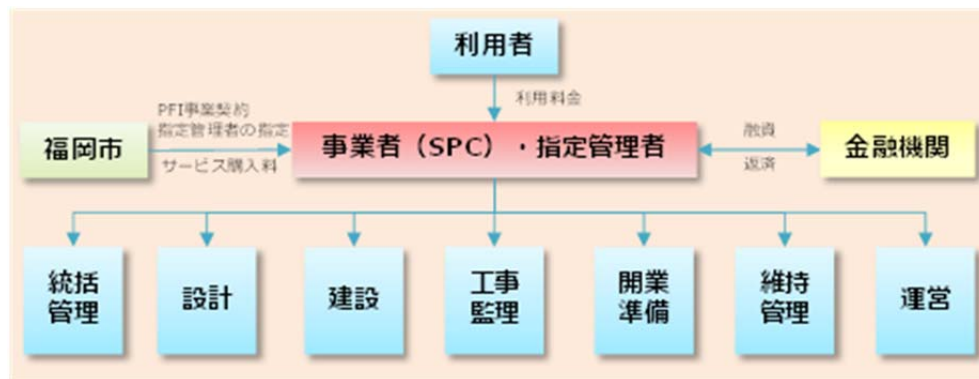 利用者
利用料金
PFI事業契約
指定管理者の指定
サービス購入料
福岡市
事業者（SPC）・指定管理者
融資
返済
金融機関
統括
管理
設計
建設
工事
監理
開業
準備
維持
管理
運営